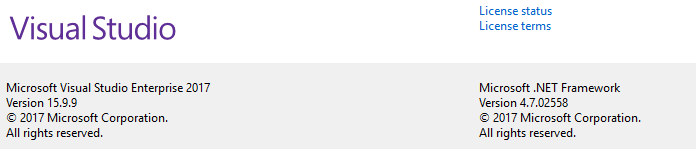 Visual Studio
License status
License terms
Microsoft Visual Studio Enterprise 2017
Version 15.9.9
© 2017 Microsoft Corporation.
All rights reserved.
Microsoft .NET Framework
Version 4.7.02558
© 2017 Microsoft Corporation.
All rights reserved.